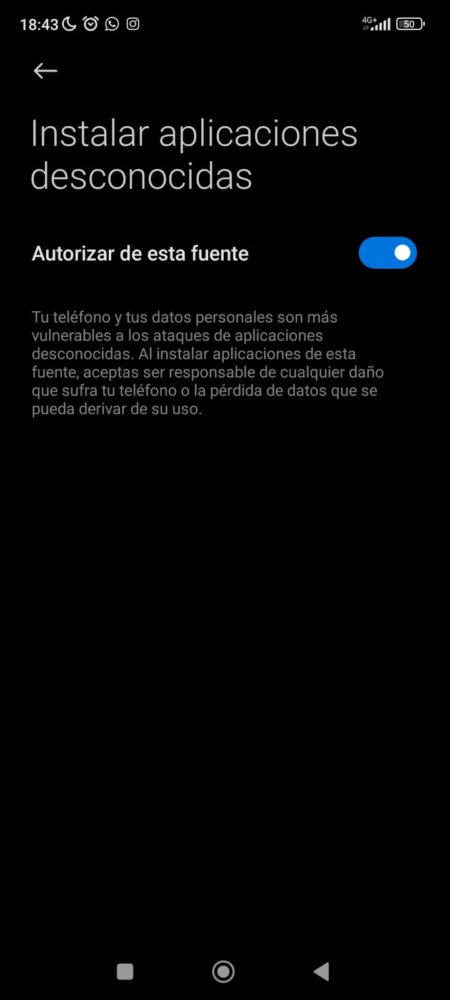 18:43
4G+
50
Instalar aplicaciones
desconocidas
Autorizar de esta fuente
Tu teléfono y tus datos personales son más
vulnerables a los ataques de aplicaciones
desconocidas. Al instalar aplicaciones de esta
fuente, aceptas ser responsable de cualquier daño
que sufra tu teléfono o la pérdida de datos que se
pueda derivar de su uso.